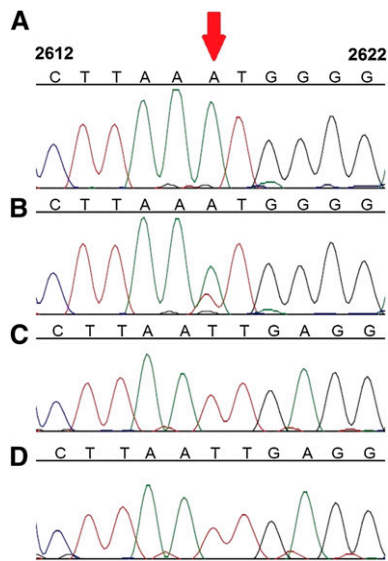 A
2612 2622
C T T A A A T G G G G
B
C T T A A A T G G G G
C
C T T A A T T G A G G
D
C T T A A T T G A G G